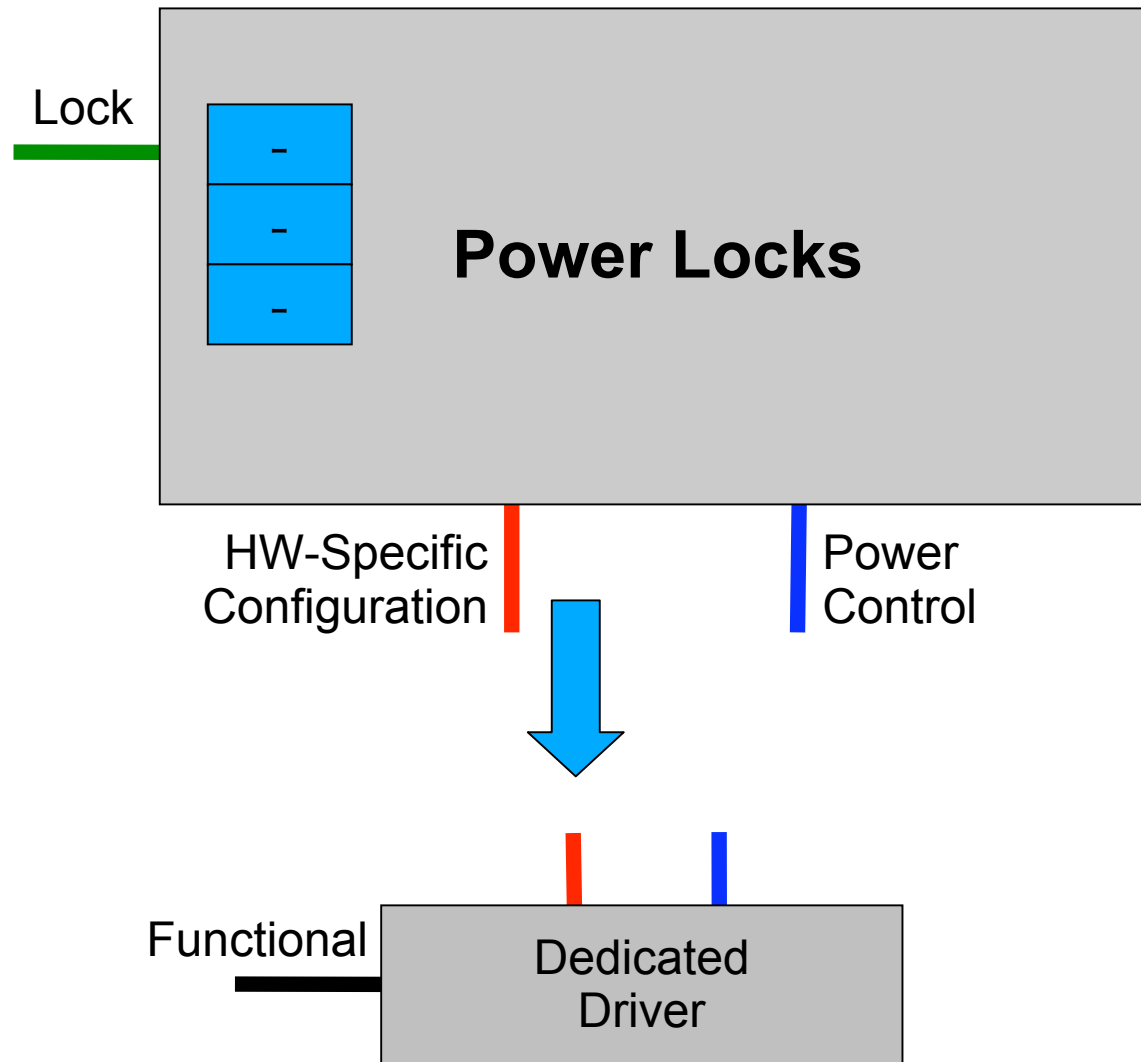 Lock
-
-
-
Power Locks
HW-Specific
Configuration
Power
Control
Functional
Dedicated
Driver